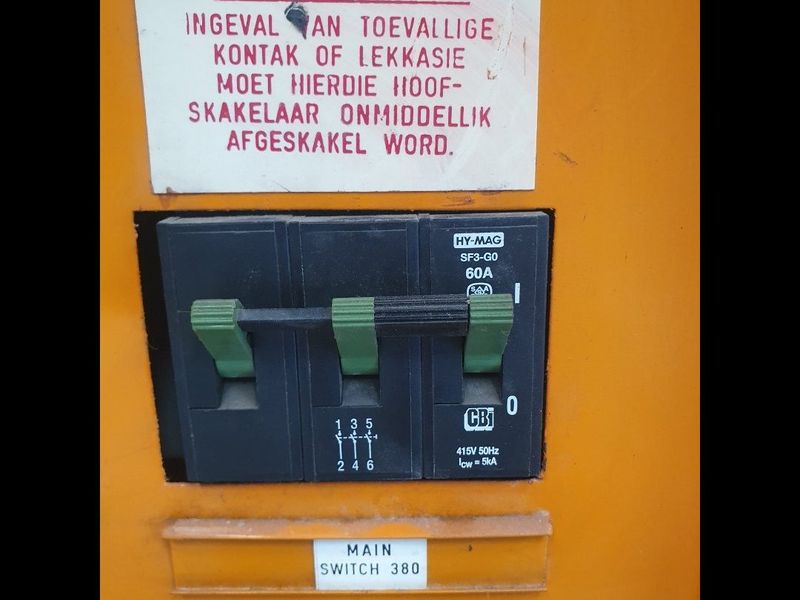 INGEVAL VAN TOEVALLIGE
KONTAK OF LEKKASIE
MOET HIERDIE HOOF-
SKAKELAAR ONMIDDELLIK
AFGESKAKEL WORD.
HY-MAG
SF3-G0
60A
I
0
CBi
1 3 5
2 4 6
415V 50Hz
Icw = 5kA
MAIN
SWITCH 380